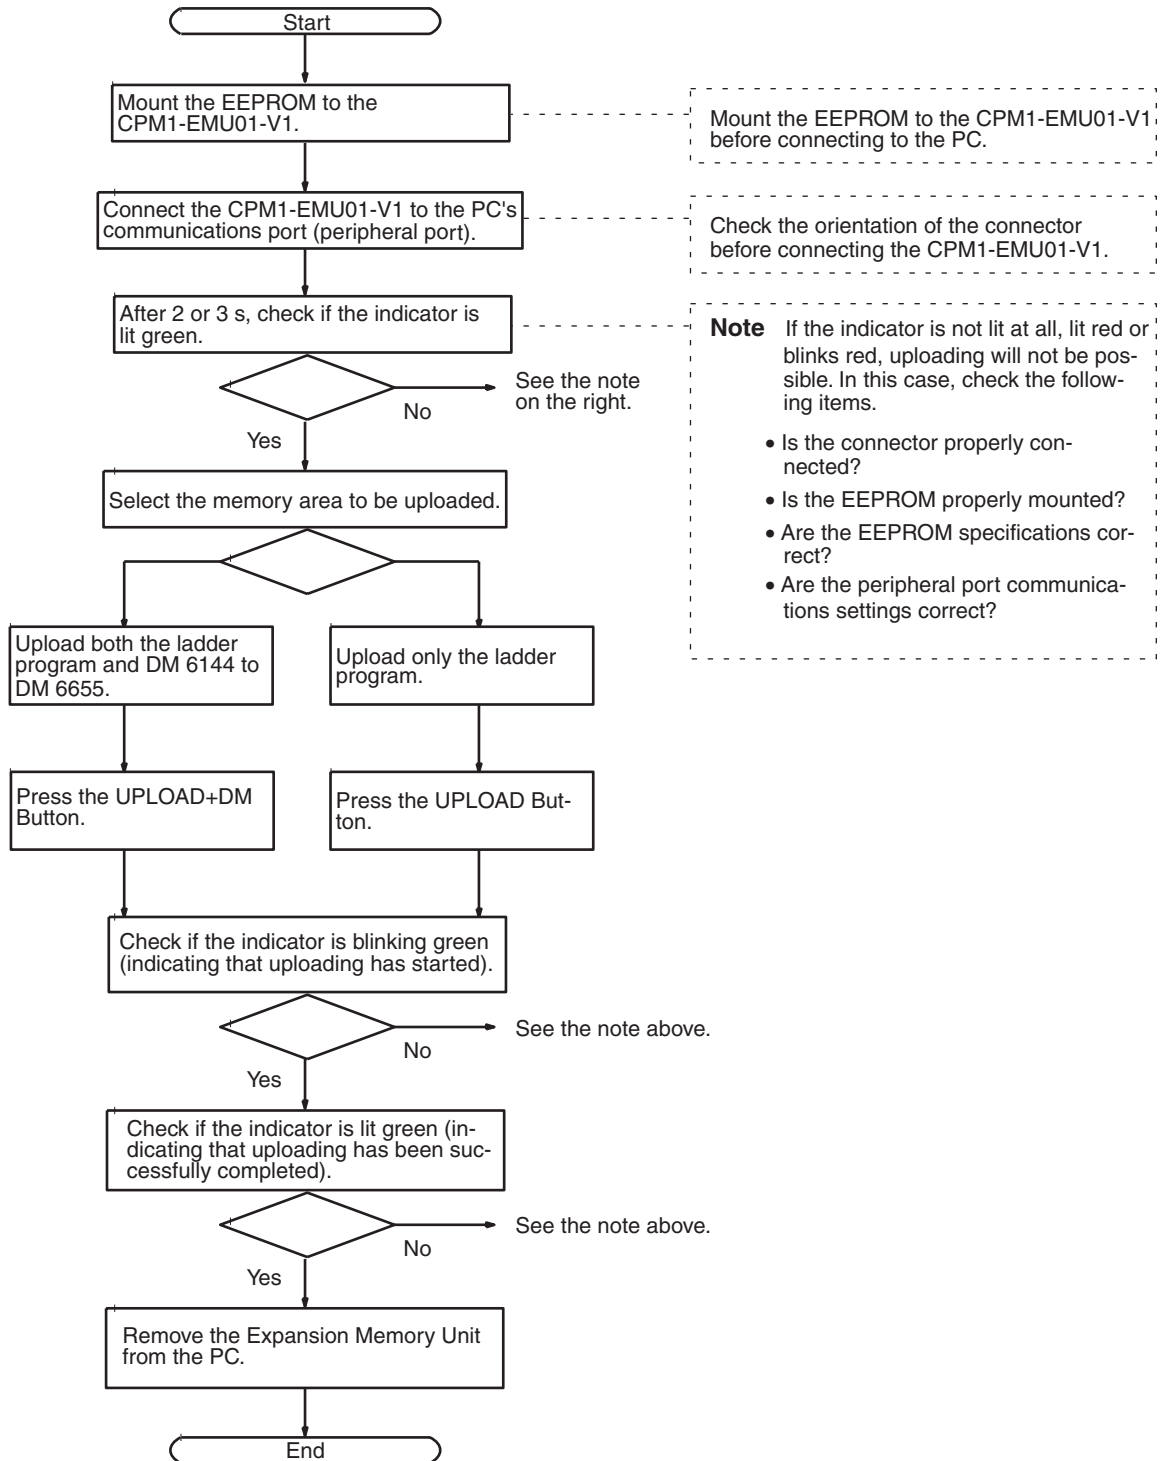 Start
Mount the EEPROM to the
CPM1-EMU01-V1.
Mount the EEPROM to the CPM1-EMU01-V1
before connecting to the PC.
Connect the CPM1-EMU01-V1 to the PC's
communications port (peripheral port).
Check the orientation of the connector
before connecting the CPM1-EMU01-V1.
After 2 or 3 s, check if the indicator is
lit green.
Note If the indicator is not lit at all, lit red or
blinks red, uploading will not be pos-
sible. In this case, check the follow-
ing items.
• Is the connector properly con-
nected?
• Is the EEPROM properly mounted?
• Are the EEPROM specifications cor-
rect?
• Are the peripheral port communica-
tions settings correct?
No
See the note
on the right.
Yes
Select the memory area to be uploaded.
Upload both the ladder
program and DM 6144 to
DM 6655.
Upload only the ladder
program.
Press the UPLOAD+DM
Button.
Press the UPLOAD But-
ton.
Check if the indicator is blinking green
(indicating that uploading has started).
No
See the note above.
Yes
Check if the indicator is lit green (in-
dicating that uploading has been suc-
cessfully completed).
No
See the note above.
Yes
Remove the Expansion Memory Unit
from the PC.
End